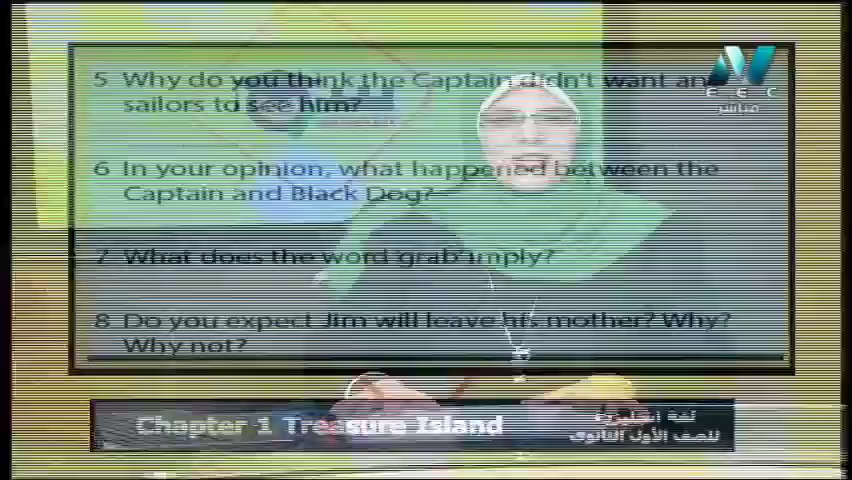 5 Why do you think the Captain didn't want any
sailors to see him?
6 In your opinion, what happened between the
Captain and Black Dog?
7 What does the word 'grab' imply?
8 Do you expect Jim will leave his mother? Why?
Why not?
E E C
مباشر
Chapter 1 Treasure Island
لغة إنجليزية
للصف الأول الثانوى